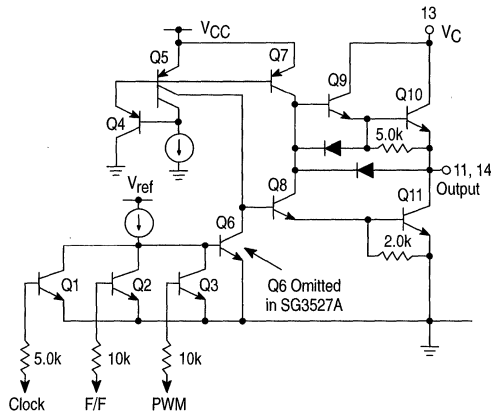 13
VCC
VC
Q5
Q7
Q9
Q10
Q4
5.0k
Vref
Q8
11, 14
Output
Q11
Q6
2.0k
Q1
Q2
Q3
Q6 Omitted
in SG3527A
5.0k
10k
10k
Clock
F/F
PWM